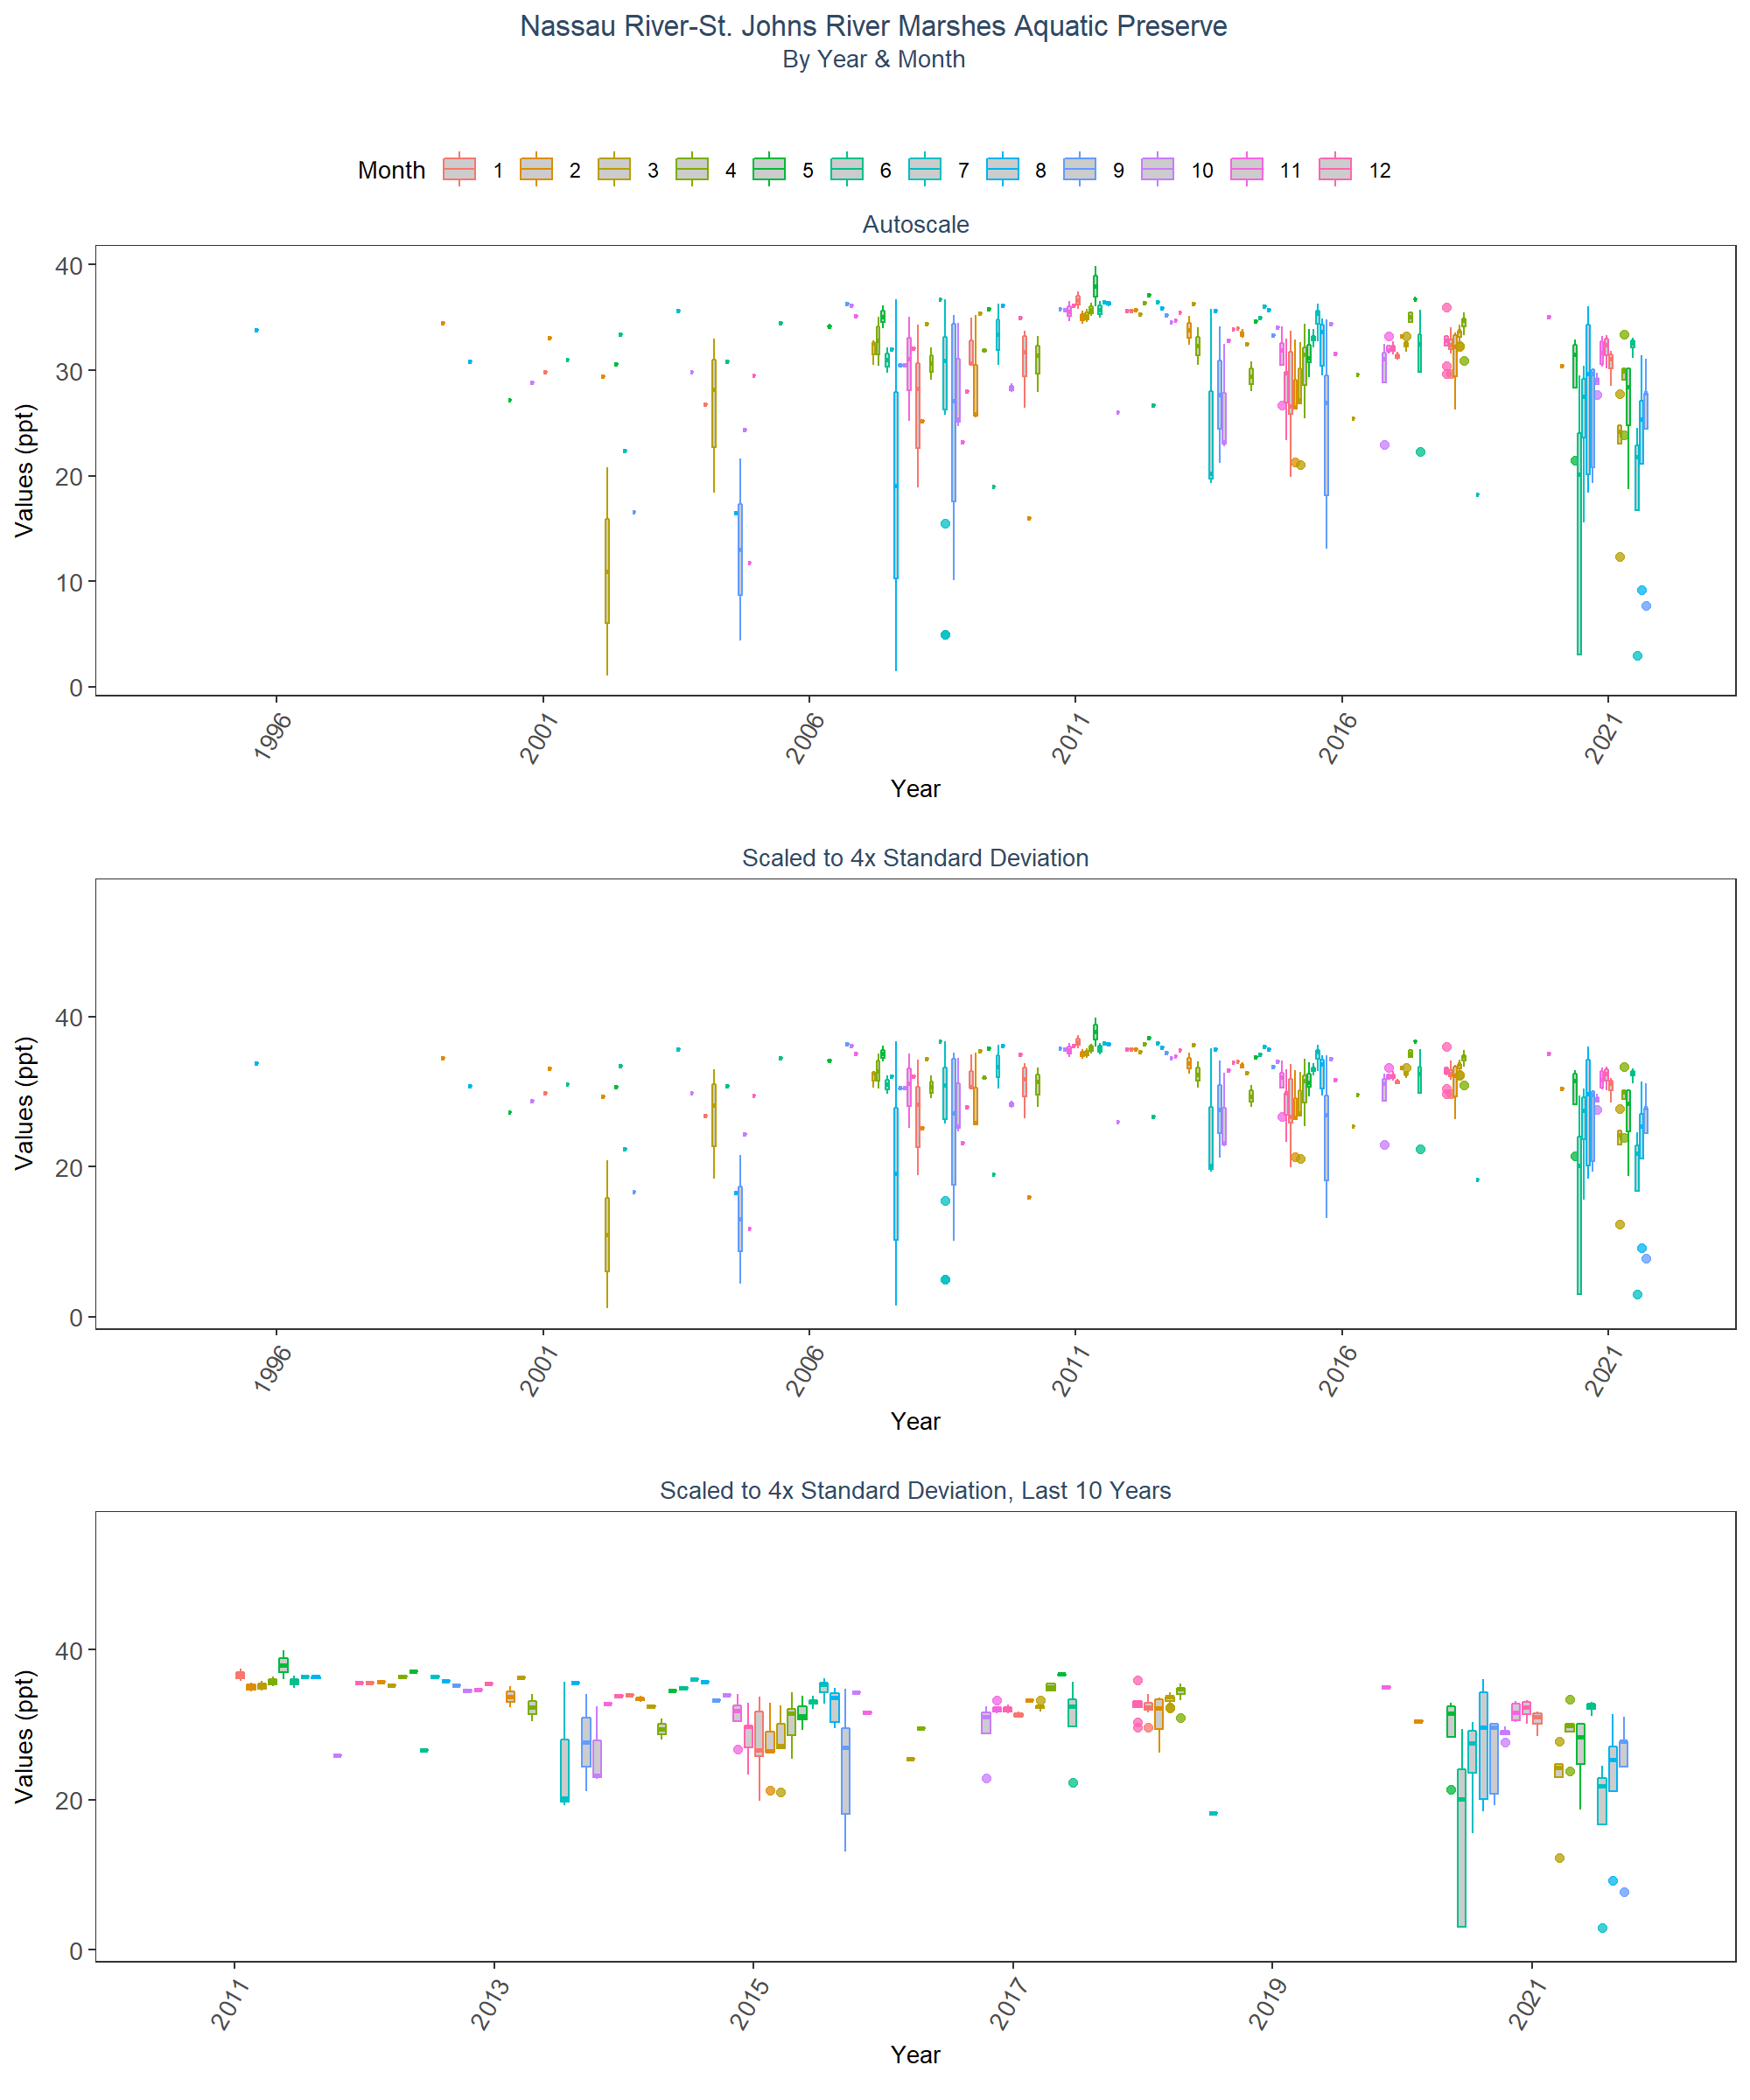 Nassau River-St. Johns River Marshes Aquatic Preserve
By Year & Month
Month 1 2 3 4 5 6 7 8 9 10 11 12
Autoscale
Values (ppt)
40
30
20
10
0
1996 2001 2006 2011 2016 2021
Year
Scaled to 4x Standard Deviation
Values (ppt)
40
20
0
1996 2001 2006 2011 2016 2021
Year
Scaled to 4x Standard Deviation, Last 10 Years
Values (ppt)
40
20
0
2011 2013 2015 2017 2019 2021
Year